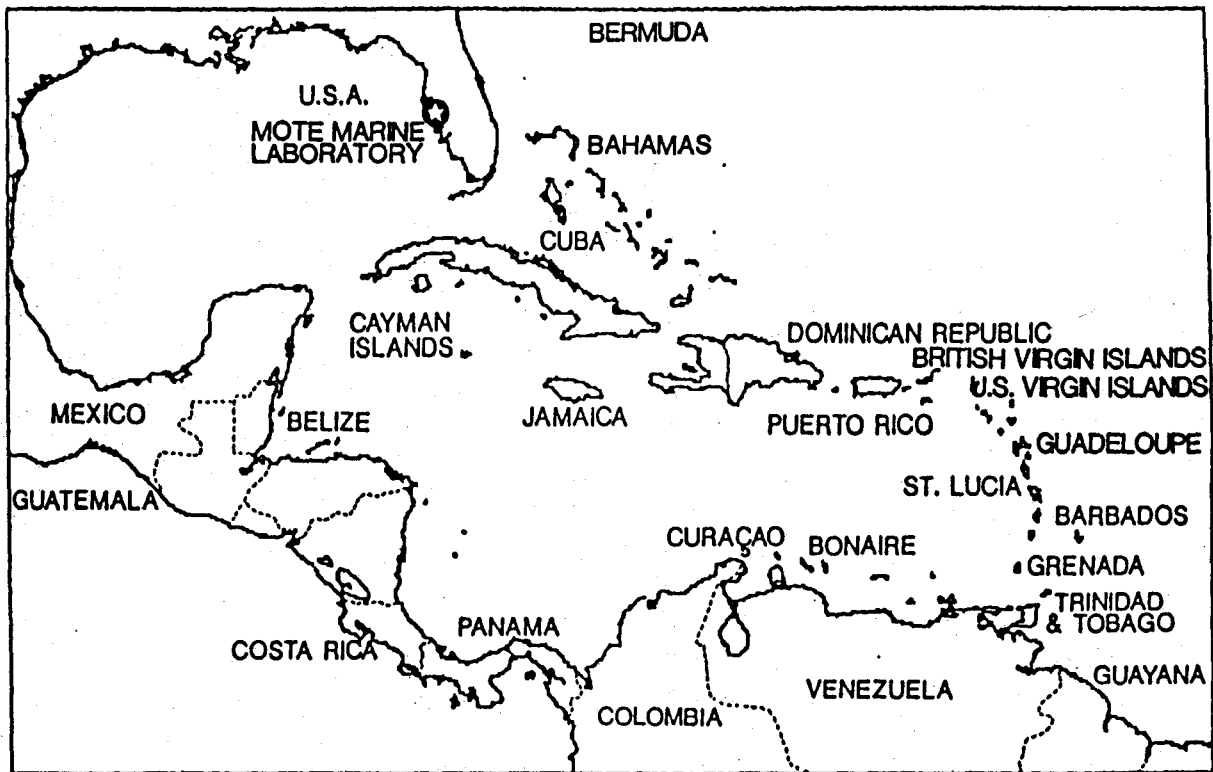 BERMUDA
U.S.A.
MOTE MARINE
LABORATORY
BAHAMAS
CUBA
CAYMAN
ISLANDS
DOMINICAN REPUBLIC
BRITISH VIRGIN ISLANDS
U.S. VIRGIN ISLANDS
MEXICO
BELIZE
JAMAICA
PUERTO RICO
GUADELOUPE
GUATEMALA
ST. LUCIA
BARBADOS
CURAÇAO
BONAIRE
GRENADA
TRINIDAD
& TOBAGO
COSTA RICA
PANAMA
COLOMBIA
VENEZUELA
GUAYANA